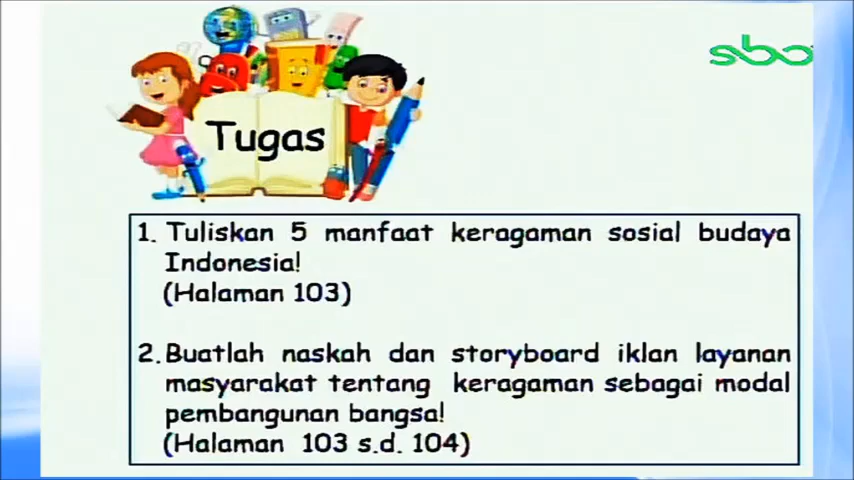 sbo
Tugas
1. Tuliskan 5 manfaat keragaman sosial budaya
Indonesia!
(Halaman 103)
2. Buatlah naskah dan storyboard iklan layanan
masyarakat tentang keragaman sebagai modal
pembangunan bangsa!
(Halaman 103 s.d. 104)